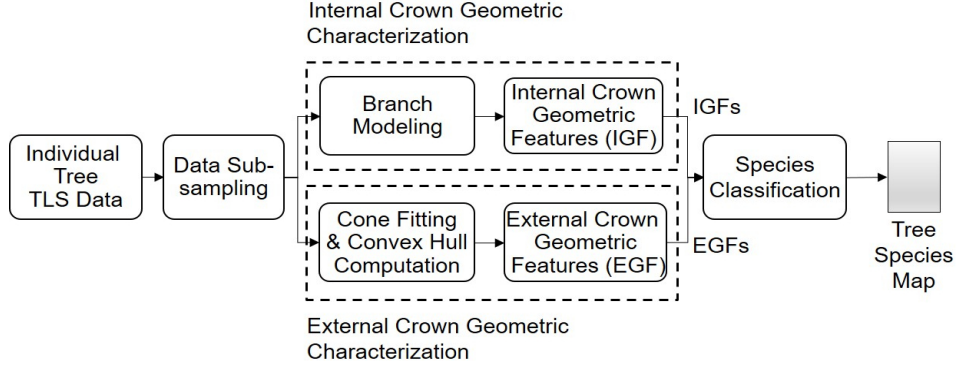 Internal Crown Geometric
Characterization
Individual
Tree
TLS Data
Data Sub-
sampling
Branch
Modeling
Internal Crown
Geometric
Features (IGF)
IGFs
Cone Fitting
& Convex Hull
Computation
External Crown
Geometric
Features (EGF)
EGFs
Species
Classification
Tree
Species
Map
External Crown Geometric
Characterization